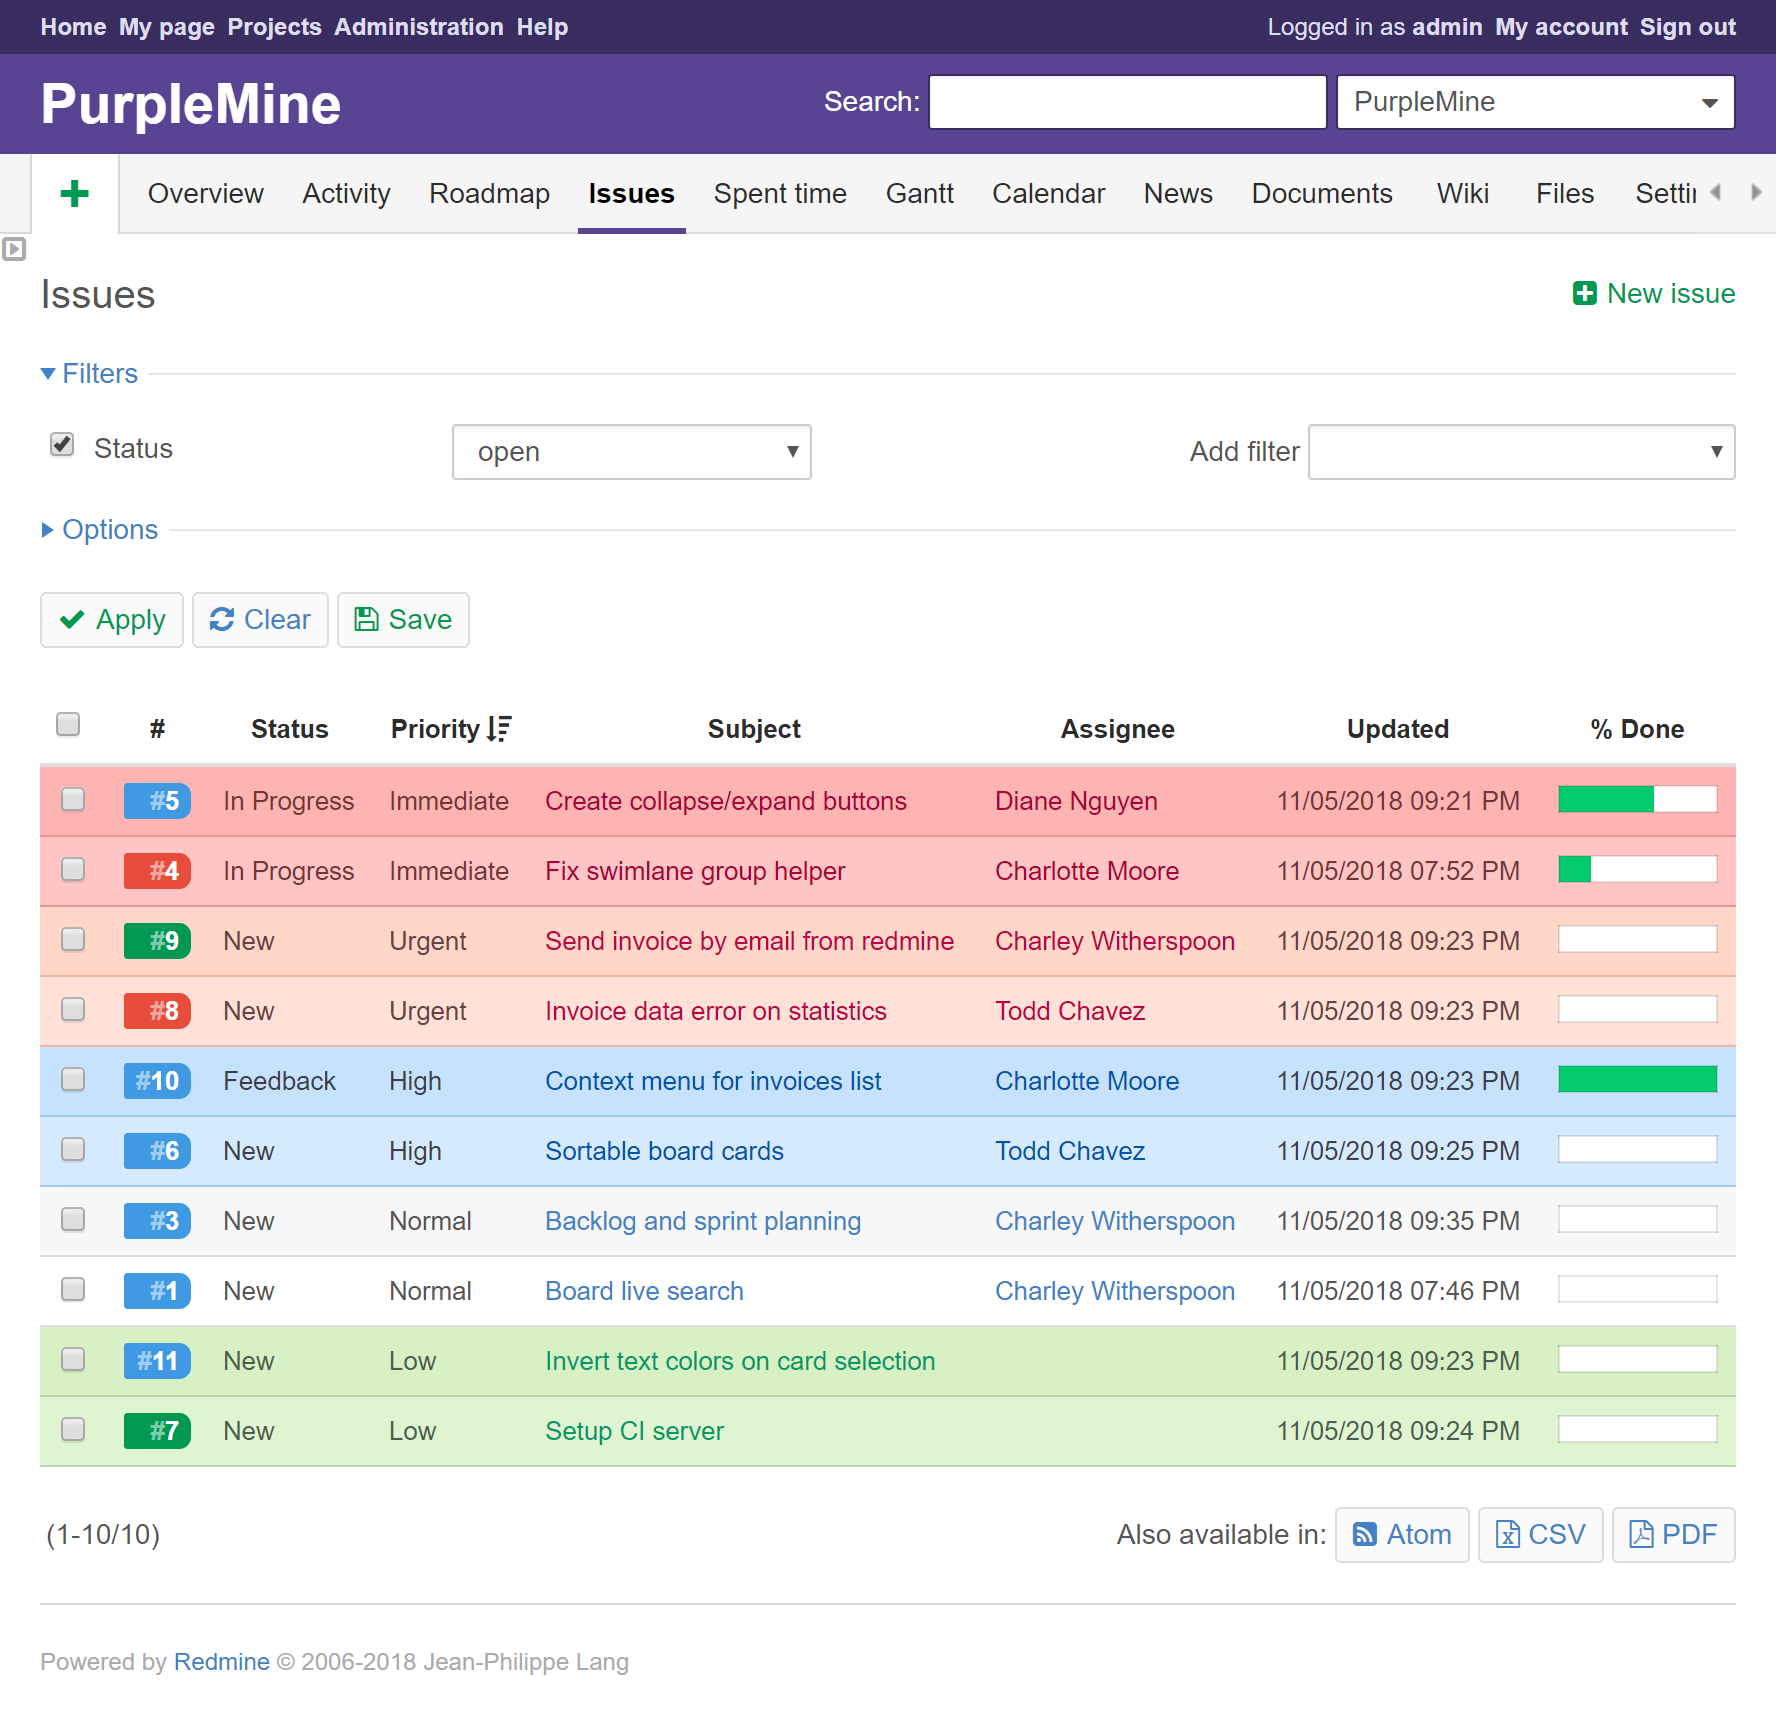 Home My page Projects Administration Help Logged in as admin My account Sign out
PurpleMine Search: PurpleMine
Overview Activity Roadmap Issues Spent time Gantt Calendar News Documents Wiki Files Settin
Issues New issue
Filters
Status open Add filter
Options
Apply Clear Save
# Status Priority Subject Assignee Updated % Done
#5 In Progress Immediate Create collapse/expand buttons Diane Nguyen 11/05/2018 09:21 PM
#4 In Progress Immediate Fix swimlane group helper Charlotte Moore 11/05/2018 07:52 PM
#9 New Urgent Send invoice by email from redmine Charley Witherspoon 11/05/2018 09:23 PM
#8 New Urgent Invoice data error on statistics Todd Chavez 11/05/2018 09:23 PM
#10 Feedback High Context menu for invoices list Charlotte Moore 11/05/2018 09:23 PM
#6 New High Sortable board cards Todd Chavez 11/05/2018 09:25 PM
#3 New Normal Backlog and sprint planning Charley Witherspoon 11/05/2018 09:35 PM
#1 New Normal Board live search Charley Witherspoon 11/05/2018 07:46 PM
#11 New Low Invert text colors on card selection 11/05/2018 09:23 PM
#7 New Low Setup CI server 11/05/2018 09:24 PM
(1-10/10) Also available in: Atom CSV PDF
Powered by Redmine © 2006-2018 Jean-Philippe Lang